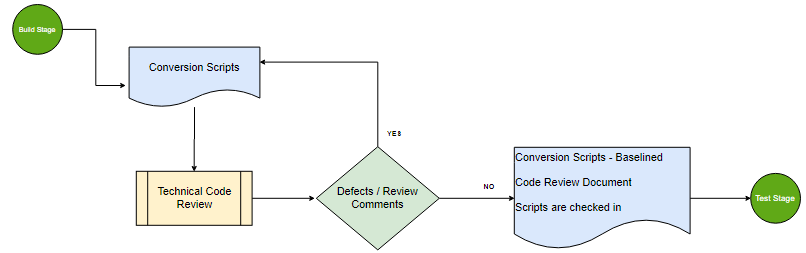 Build Stage
Conversion Scripts
YES
Technical Code
Review
Defects / Review
Comments
NO
Conversion Scripts - Baselined
Code Review Document
Scripts are checked in
Test Stage